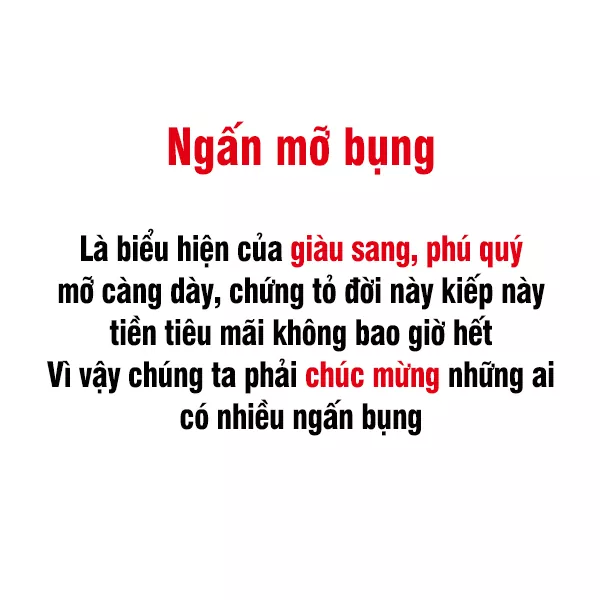 Ngấn mỡ bụng
Là biểu hiện của giàu sang, phú quý
mỡ càng dày, chứng tỏ đời này kiếp này
tiền tiêu mãi không bao giờ hết
Vì vậy chúng ta phải chúc mừng những ai
có nhiều ngấn bụng